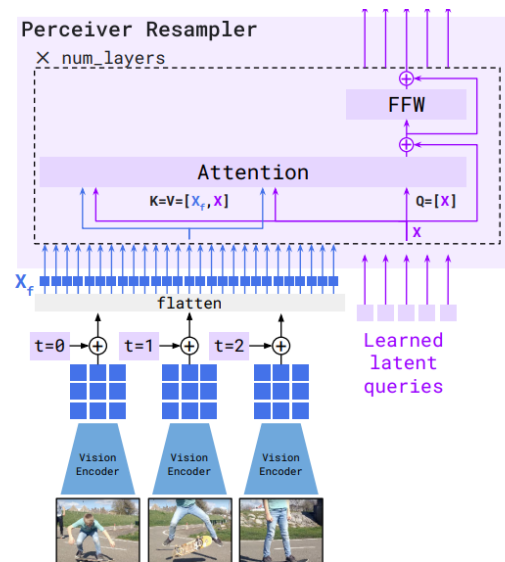 Perceiver Resampler
× num_layers
FFW
Attention
K=V=[Xf,X]
Q=[X]
X
Xf
flatten
t=0
t=1
t=2
Learned
latent
queries
Vision
Encoder
Vision
Encoder
Vision
Encoder